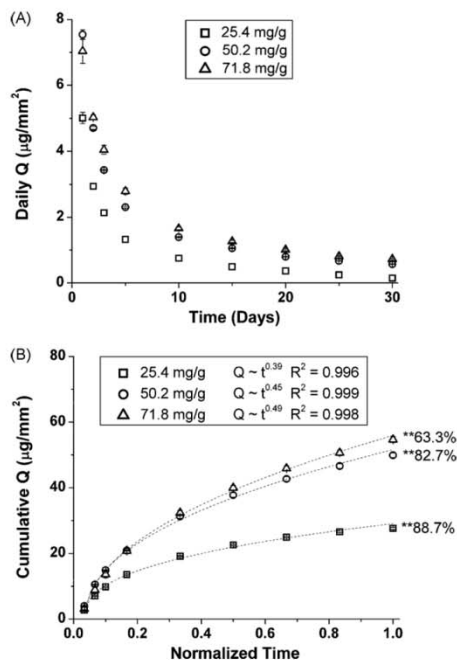 (A)
□ 25.4 mg/g
○ 50.2 mg/g
△ 71.8 mg/g
8
6
4
2
0
Daily Q (μg/mm²)
0 5 10 15 20 25 30
Time (Days)
(B)
25.4 mg/g Q ~ t^0.39 R² = 0.996
50.2 mg/g Q ~ t^0.45 R² = 0.999
71.8 mg/g Q ~ t^0.49 R² = 0.998
80
60
40
20
0
Cumulative Q (μg/mm²)
**63.3%
**82.7%
**88.7%
0.0 0.2 0.4 0.6 0.8 1.0
Normalized Time